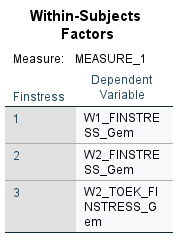 Within-Subjects
Factors
Measure: MEASURE_1
Finstress Dependent
Variable
1 W1_FINSTRE
SS_Gem
2 W2_FINSTRE
SS_Gem
3 W2_TOEK_FI
NSTRESS_G
em